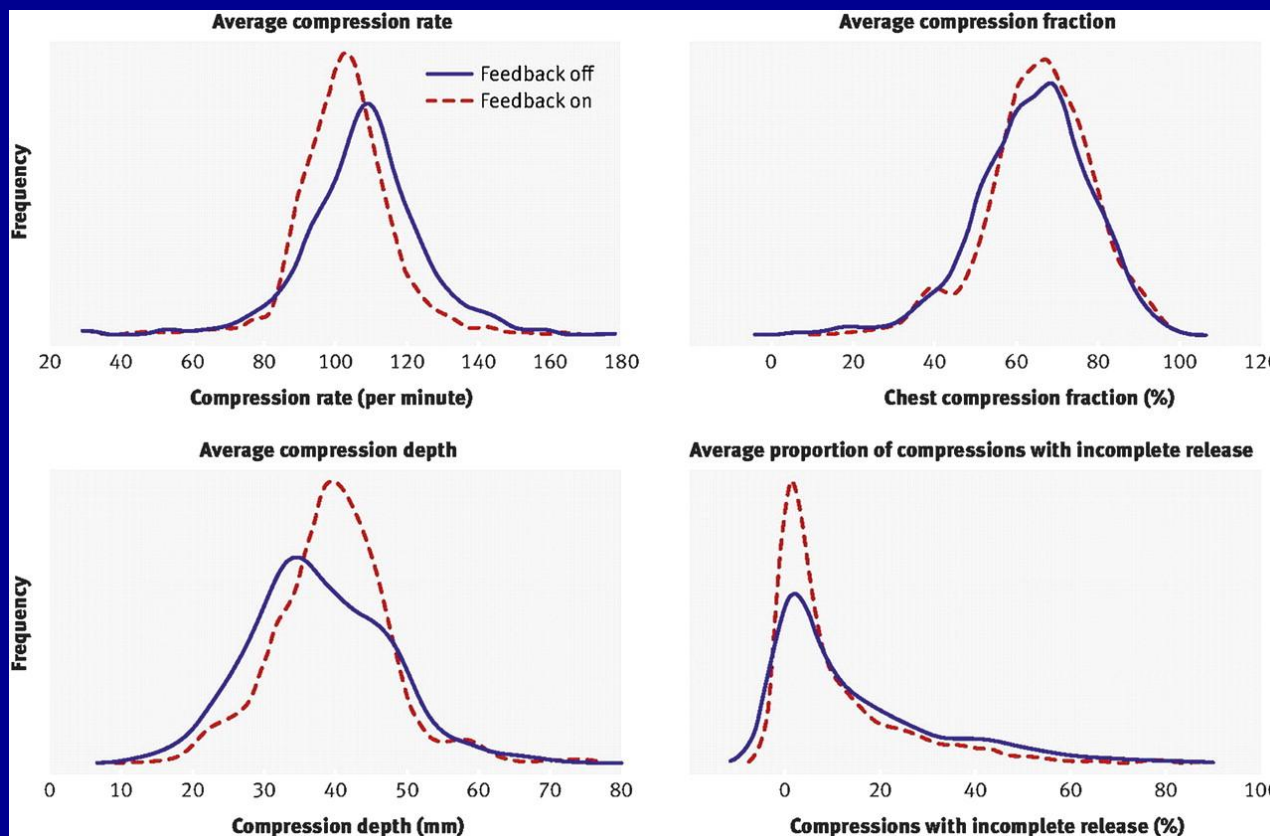 Average compression rate
Feedback off
Feedback on
Frequency
20 40 60 80 100 120 140 160 180
Compression rate (per minute)
Average compression fraction
0 20 40 60 80 100 120
Chest compression fraction (%)
Average compression depth
Frequency
0 10 20 30 40 50 60 70 80
Compression depth (mm)
Average proportion of compressions with incomplete release
0 20 40 60 80 100
Compressions with incomplete release (%)